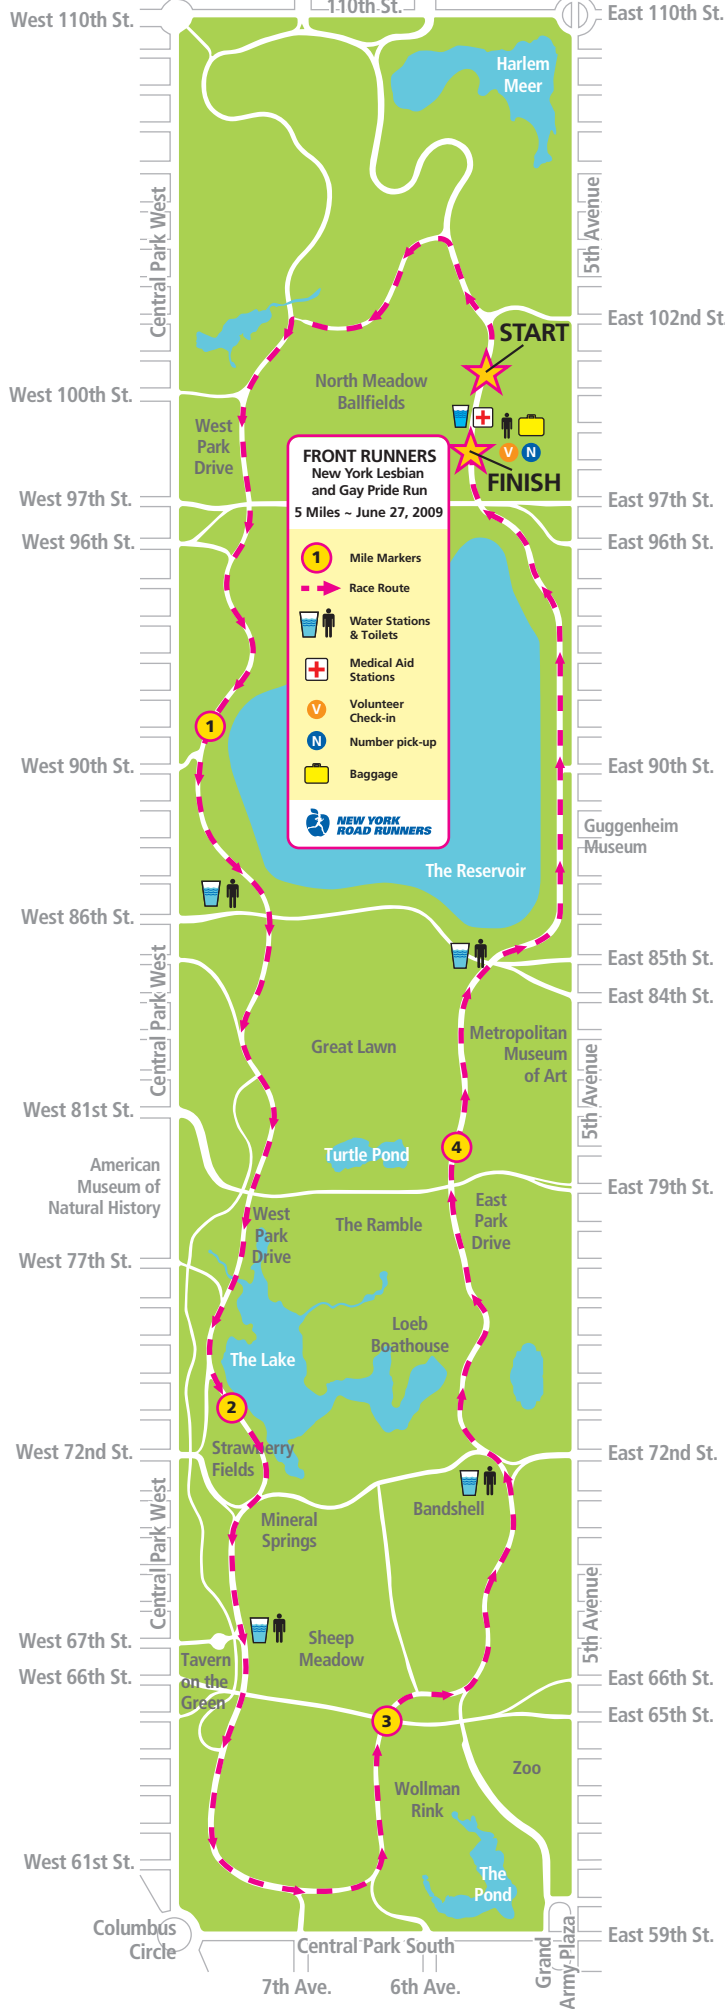 110th St.
West 110th St.
East 110th St.
Harlem
Meer
Central Park West
5th Avenue
East 102nd St.
START
West 100th St.
North Meadow
Ballfields
West
Park
Drive
V N
FINISH
FRONT RUNNERS
New York Lesbian
and Gay Pride Run
5 Miles ~ June 27, 2009
1 Mile Markers
Race Route
Water Stations
& Toilets
Medical Aid
Stations
V Volunteer
Check-in
N Number pick-up
Baggage
NEW YORK
ROAD RUNNERS
West 97th St.
East 97th St.
West 96th St.
East 96th St.
1
West 90th St.
East 90th St.
Guggenheim
Museum
The Reservoir
West 86th St.
East 85th St.
East 84th St.
Central Park West
Great Lawn
Metropolitan
Museum
of Art
5th Avenue
West 81st St.
4
Turtle Pond
American
Museum of
Natural History
East 79th St.
West
Park
Drive
The Ramble
East
Park
Drive
West 77th St.
Loeb
Boathouse
The Lake
2
Strawberry
Fields
West 72nd St.
East 72nd St.
Central Park West
Bandshell
Mineral
Springs
5th Avenue
West 67th St.
Sheep
Meadow
Tavern
on the
Green
West 66th St.
East 66th St.
East 65th St.
3
Zoo
Wollman
Rink
West 61st St.
The
Pond
Columbus
Circle
Central Park South
Grand
Army Plaza
East 59th St.
7th Ave.
6th Ave.